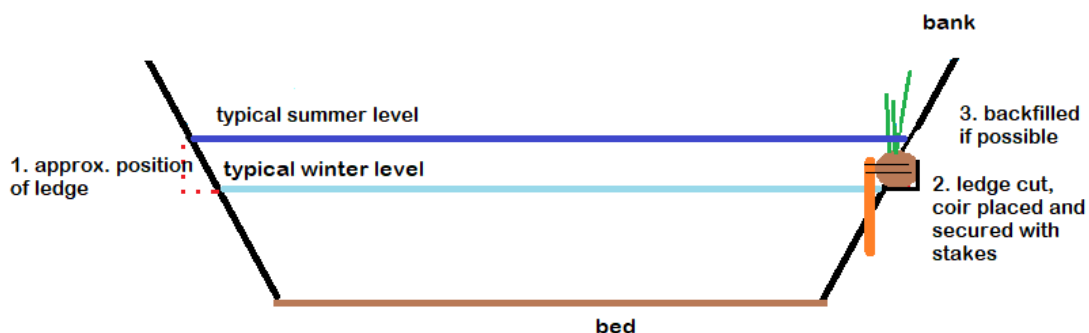 bank
typical summer level
3. backfilled
if possible
1. approx. position
of ledge
typical winter level
2. ledge cut,
coir placed and
secured with
stakes
bed